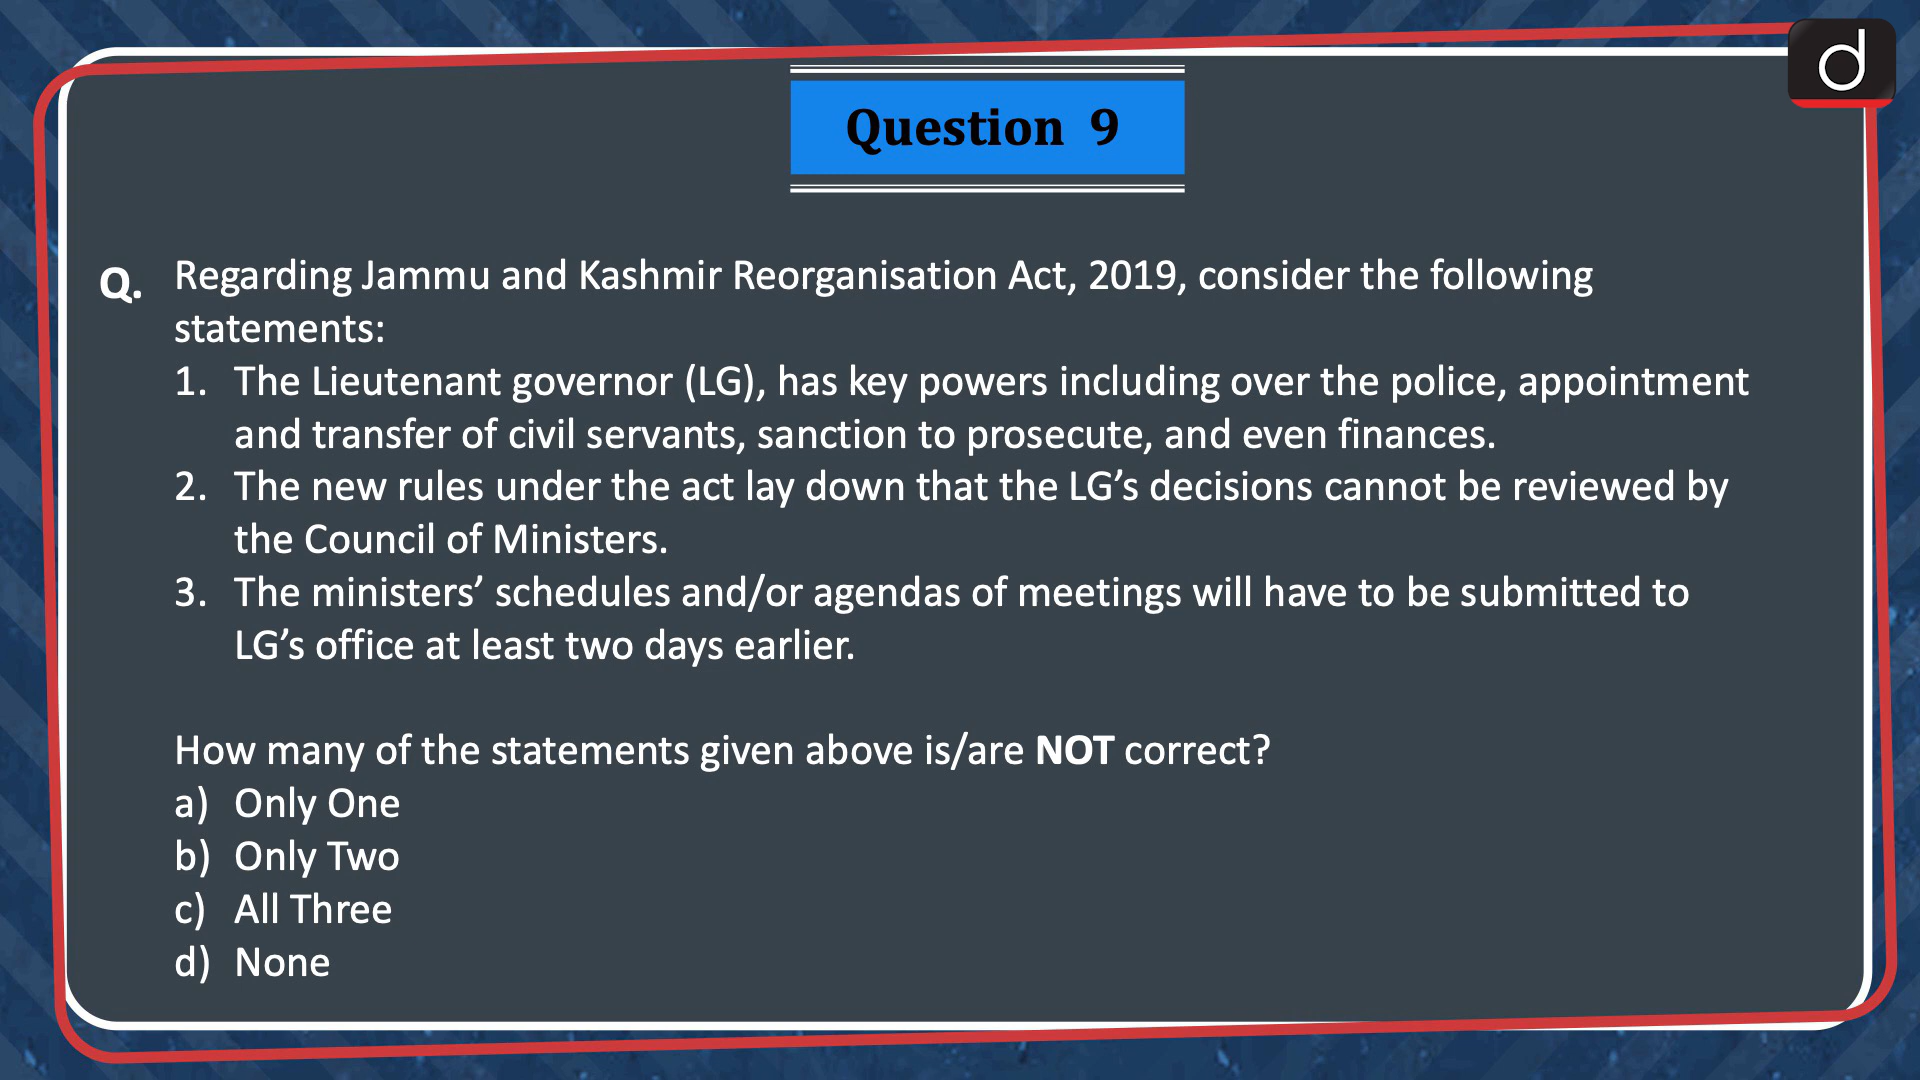 d
Question 9
Q. Regarding Jammu and Kashmir Reorganisation Act, 2019, consider the following
statements:
1. The Lieutenant governor (LG), has key powers including over the police, appointment
and transfer of civil servants, sanction to prosecute, and even finances.
2. The new rules under the act lay down that the LG’s decisions cannot be reviewed by
the Council of Ministers.
3. The ministers’ schedules and/or agendas of meetings will have to be submitted to
LG’s office at least two days earlier.
How many of the statements given above is/are NOT correct?
a) Only One
b) Only Two
c) All Three
d) None